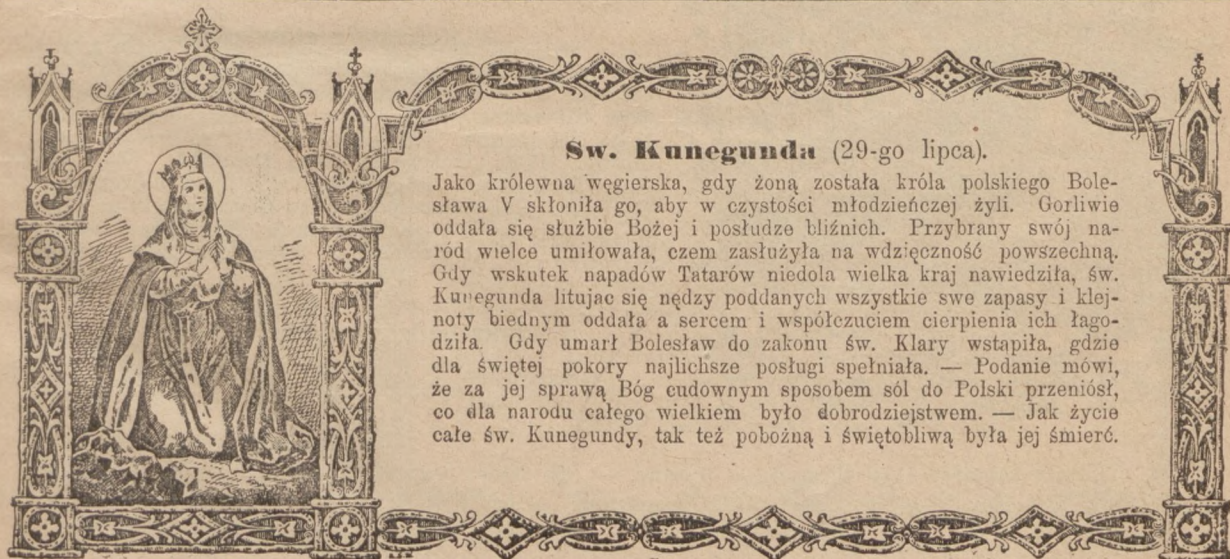 Sw. Kunegunda (29-go lipca).
Jako królewna węgierska, gdy żoną została króla polskiego Bole-
sława V skłoniła go, aby w czystości młodzieńczej żyli. Gorliwie
oddała się służbie Bożej i posłudze bliźnich. Przybrany swój na-
ród wielce umiłowała, czem zasłużyła na wdzięczność powszechną.
Gdy wskutek napadów Tatarów niedola wielka kraj nawiedziła, św.
Kunegunda litując się nędzy poddanych wszystkie swe zapasy i klej-
noty biednym oddała a sercem i współczuciem cierpienia ich łago-
dziła. Gdy umarł Bolesław do zakonu św. Klary wstąpiła, gdzie
dla świętej pokory najlichsze posługi spełniała. — Podanie mówi,
że za jej sprawą Bóg cudownym sposobem sól do Polski przeniósł,
co dla narodu całego wielkiem było dobrodziejstwem. — Jak życie
całe św. Kunegundy, tak też pobożną i świętobliwą była jej śmierć.